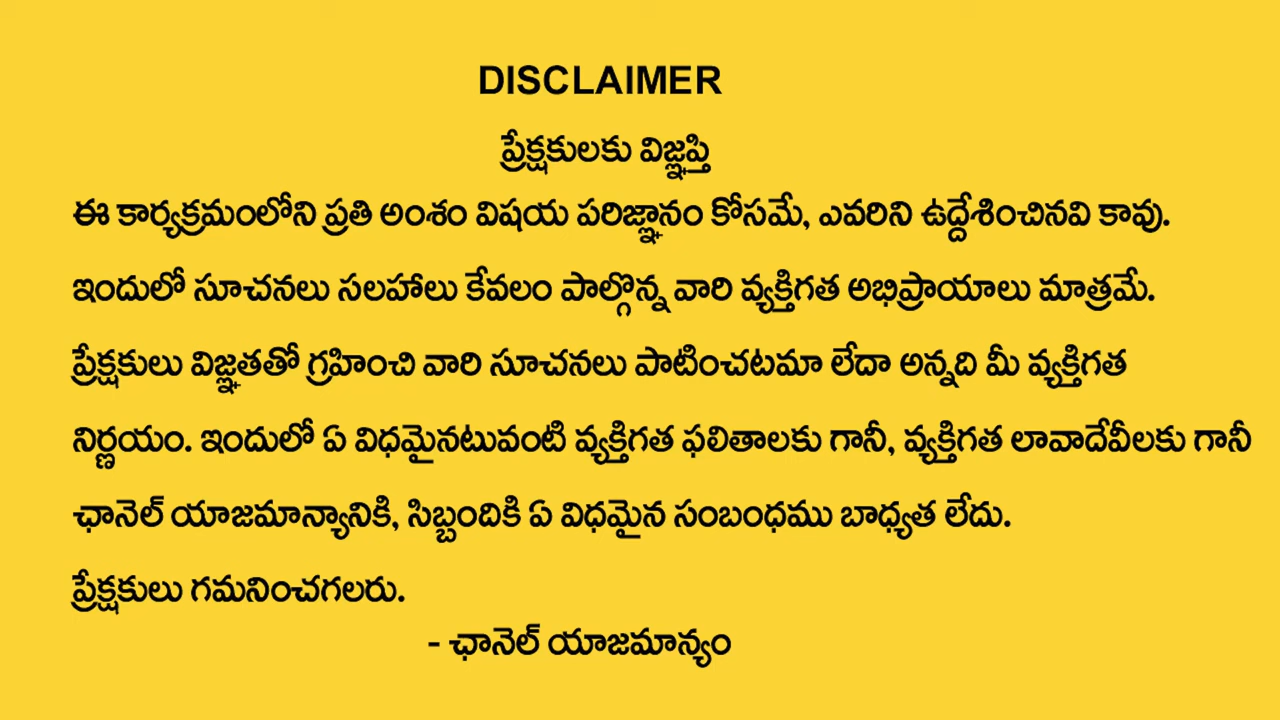 DISCLAIMER
ప్రేక్షకులకు విజ్ఞప్తి
ఈ కార్యక్రమంలోని ప్రతి అంశం విషయ పరిజ్ఞానం కోసమే, ఎవరిని ఉద్దేశించినవి కావు.
ఇందులో సూచనలు సలహాలు కేవలం పాల్గొన్న వారి వ్యక్తిగత అభిప్రాయాలు మాత్రమే.
ప్రేక్షకులు విజ్ఞతతో గ్రహించి వారి సూచనలు పాటించటమా లేదా అన్నది మీ వ్యక్తిగత
నిర్ణయం. ఇందులో ఏ విధమైనటువంటి వ్యక్తిగత ఫలితాలకు గానీ, వ్యక్తిగత లావాదేవీలకు గానీ
ఛానెల్ యాజమాన్యానికి, సిబ్బందికి ఏ విధమైన సంబంధము బాధ్యత లేదు.
ప్రేక్షకులు గమనించగలరు.
- ఛానెల్ యాజమాన్యం